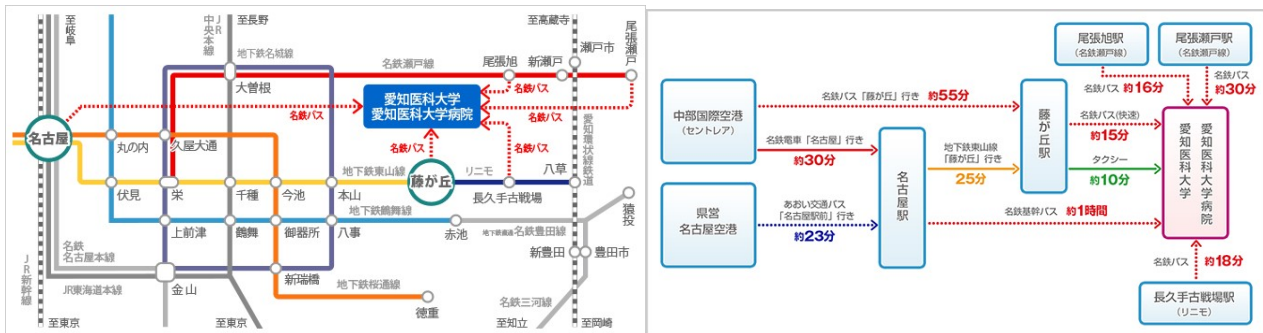 至岐阜
JR中央本線
至長野
至高蔵寺
尾張瀬戸
瀬戸市
地下鉄名城線
名鉄瀬戸線
尾張旭
新瀬戸
大曽根
名鉄バス
名鉄バス
愛知医科大学
愛知医科大学病院
名鉄バス
名鉄バス
名鉄バス
名鉄バス
愛知環状線鉄道
名古屋
丸の内
久屋大通
地下鉄東山線
藤が丘
リニモ
八草
伏見
栄
千種
今池
本山
長久手古戦場
猿投
地下鉄鶴舞線
上前津
鶴舞
御器所
八事
赤池
地下鉄直通
名鉄豊田線
名鉄
名古屋本線
新豊田
豊田市
JR新幹線
金山
新瑞橋
地下鉄桜通線
JR東海道本線
徳重
名鉄三河線
至東京
至東京
至知立
至岡崎
尾張旭駅
(名鉄瀬戸線)
尾張瀬戸駅
(名鉄瀬戸線)
名鉄バス
約16分
名鉄バス
約30分
中部国際空港
(セントレア)
名鉄バス「藤が丘」行き 約55分
藤が丘駅
名鉄バス(快速)
約15分
愛知医科大学病院
愛知医科大学
名鉄電車「名古屋」行き
約30分
地下鉄東山線
「藤が丘」行き
25分
タクシー
約10分
名古屋駅
県営
名古屋空港
あおい交通バス
「名古屋駅前」行き
約23分
名鉄基幹バス 約1時間
名鉄バス 約18分
長久手古戦場駅
(リニモ)